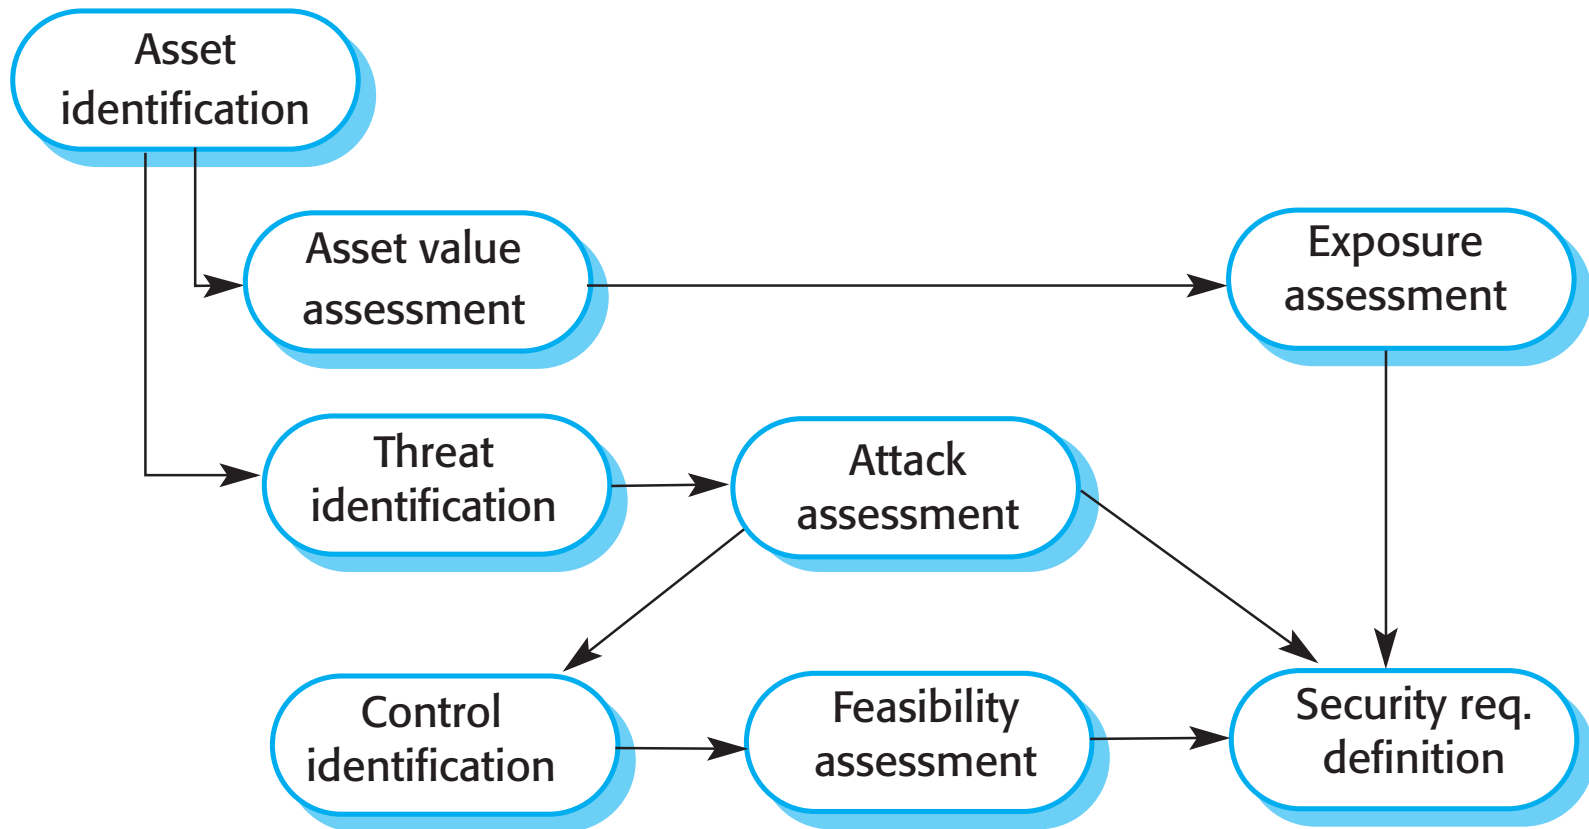 Asset
identification
Asset value
assessment
Exposure
assessment
Threat
identification
Attack
assessment
Control
identification
Feasibility
assessment
Security req.
definition